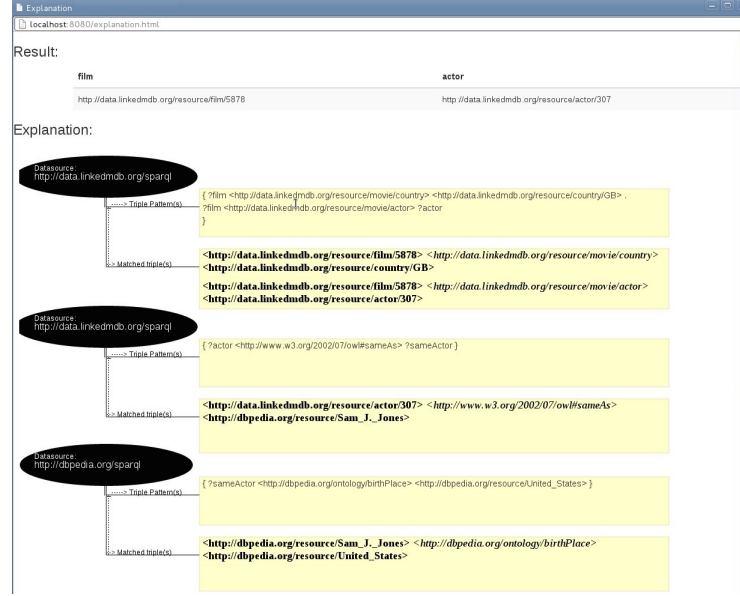 Explanation
localhost:8080/explanation.html
Result:
film actor
http://data.linkedmdb.org/resource/film/5878 http://data.linkedmdb.org/resource/actor/307
Explanation:
Datasource:
http://data.linkedmdb.org/sparql
-----> Triple Pattern(s)
{ ?film <http://data.linkedmdb.org/resource/movie/country> <http://data.linkedmdb.org/resource/country/GB> .
?film <http://data.linkedmdb.org/resource/movie/actor> ?actor
}
-> Matched triple(s)
<http://data.linkedmdb.org/resource/film/5878> <http://data.linkedmdb.org/resource/movie/country>
<http://data.linkedmdb.org/resource/country/GB>
<http://data.linkedmdb.org/resource/film/5878> <http://data.linkedmdb.org/resource/movie/actor>
<http://data.linkedmdb.org/resource/actor/307>
Datasource:
http://data.linkedmdb.org/sparql
-----> Triple Pattern(s)
{ ?actor <http://www.w3.org/2002/07/owl#sameAs> ?sameActor }
-> Matched triple(s)
<http://data.linkedmdb.org/resource/actor/307> <http://www.w3.org/2002/07/owl#sameAs>
<http://dbpedia.org/resource/Sam_J._Jones>
Datasource:
http://dbpedia.org/sparql
-----> Triple Pattern(s)
{ ?sameActor <http://dbpedia.org/ontology/birthPlace> <http://dbpedia.org/resource/United_States> }
-> Matched triple(s)
<http://dbpedia.org/resource/Sam_J._Jones> <http://dbpedia.org/ontology/birthPlace>
<http://dbpedia.org/resource/United_States>